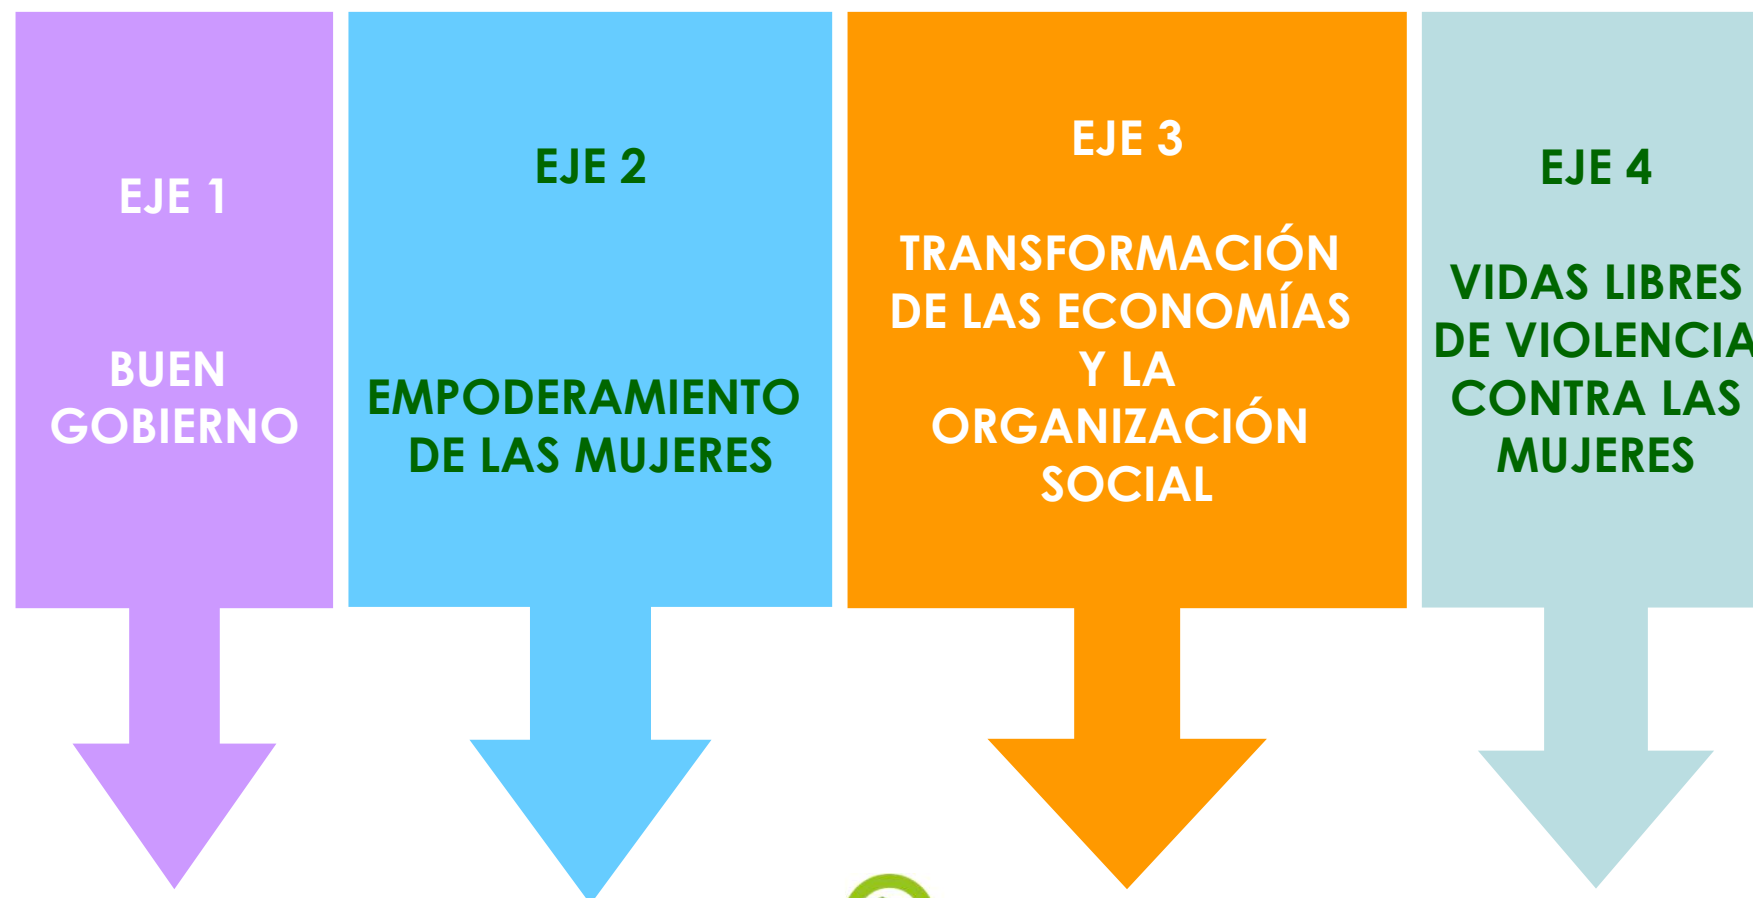 EJE 1
BUEN
GOBIERNO
EJE 2
EMPODERAMIENTO
DE LAS MUJERES
EJE 3
TRANSFORMACIÓN
DE LAS ECONOMÍAS
Y LA
ORGANIZACIÓN
SOCIAL
EJE 4
VIDAS LIBRES
DE VIOLENCIA
CONTRA LAS
MUJERES